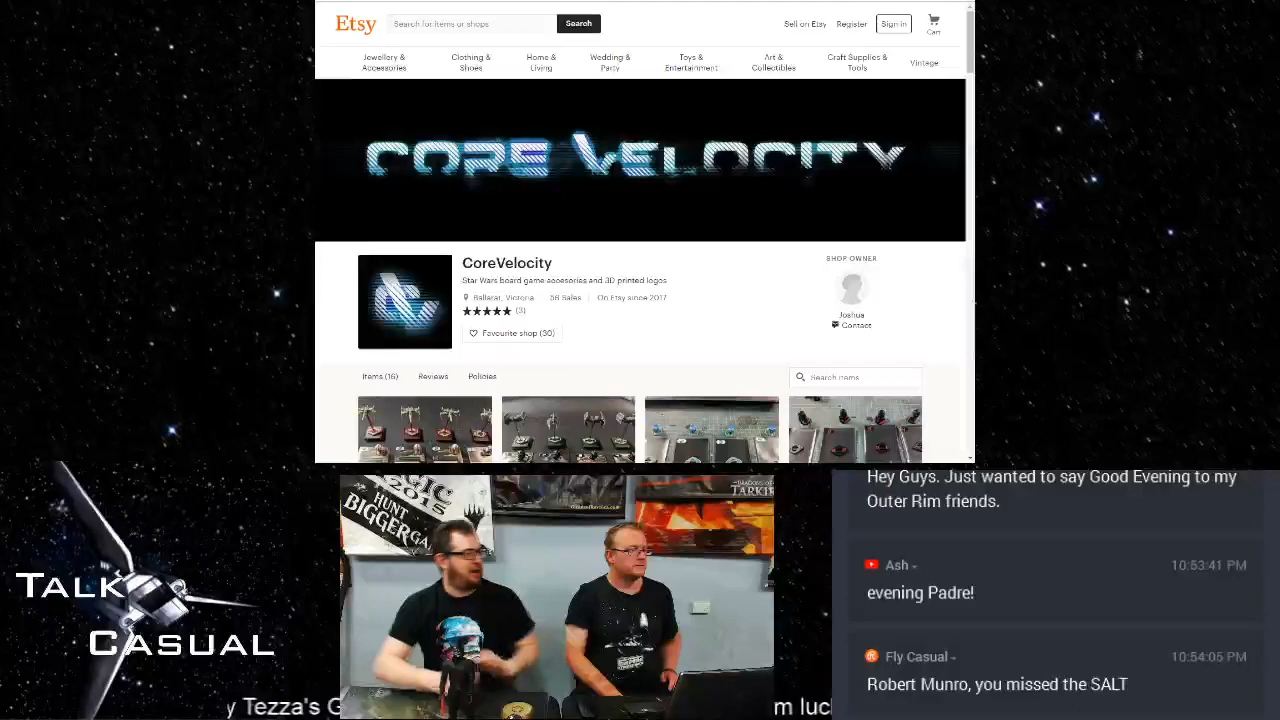 Etsy
Search for items or shops
Search
Sell on Etsy
Register
Sign in
Cart
Jewellery &
Accessories
Clothing &
Shoes
Home &
Living
Wedding &
Party
Toys &
Entertainment
Art &
Collectibles
Craft Supplies &
Tools
Vintage
CORE VELOCITY
CoreVelocity
Star Wars board game accesories and 3D printed logos
Ballarat, Victoria
56 Sales
On Etsy since 2017
(3)
Favourite shop (30)
SHOP OWNER
Joshua
Contact
Items (16)
Reviews
Policies
Search items
2015
HUNT
BIGGER
TARKIR
TALK
CASUAL
Hey Guys. Just wanted to say Good Evening to my
Outer Rim friends.
Ash
10:53:41 PM
evening Padre!
Fly Casual
10:54:05 PM
Robert Munro, you missed the SALT
y Tezza's G
m luc